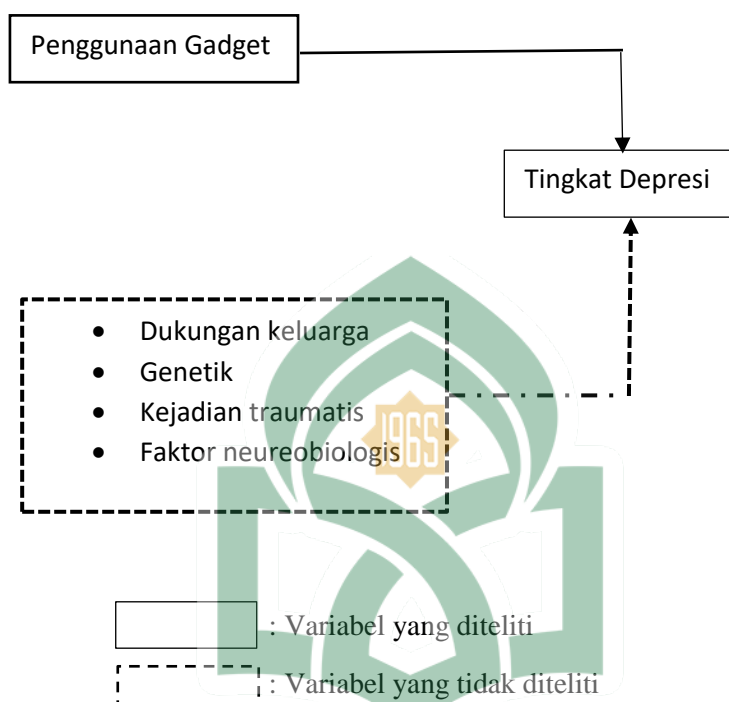 Penggunaan Gadget
Tingkat Depresi
• Dukungan keluarga
• Genetik
• Kejadian traumatis
• Faktor neureobiologis
1965
: Variabel yang diteliti
: Variabel yang tidak diteliti